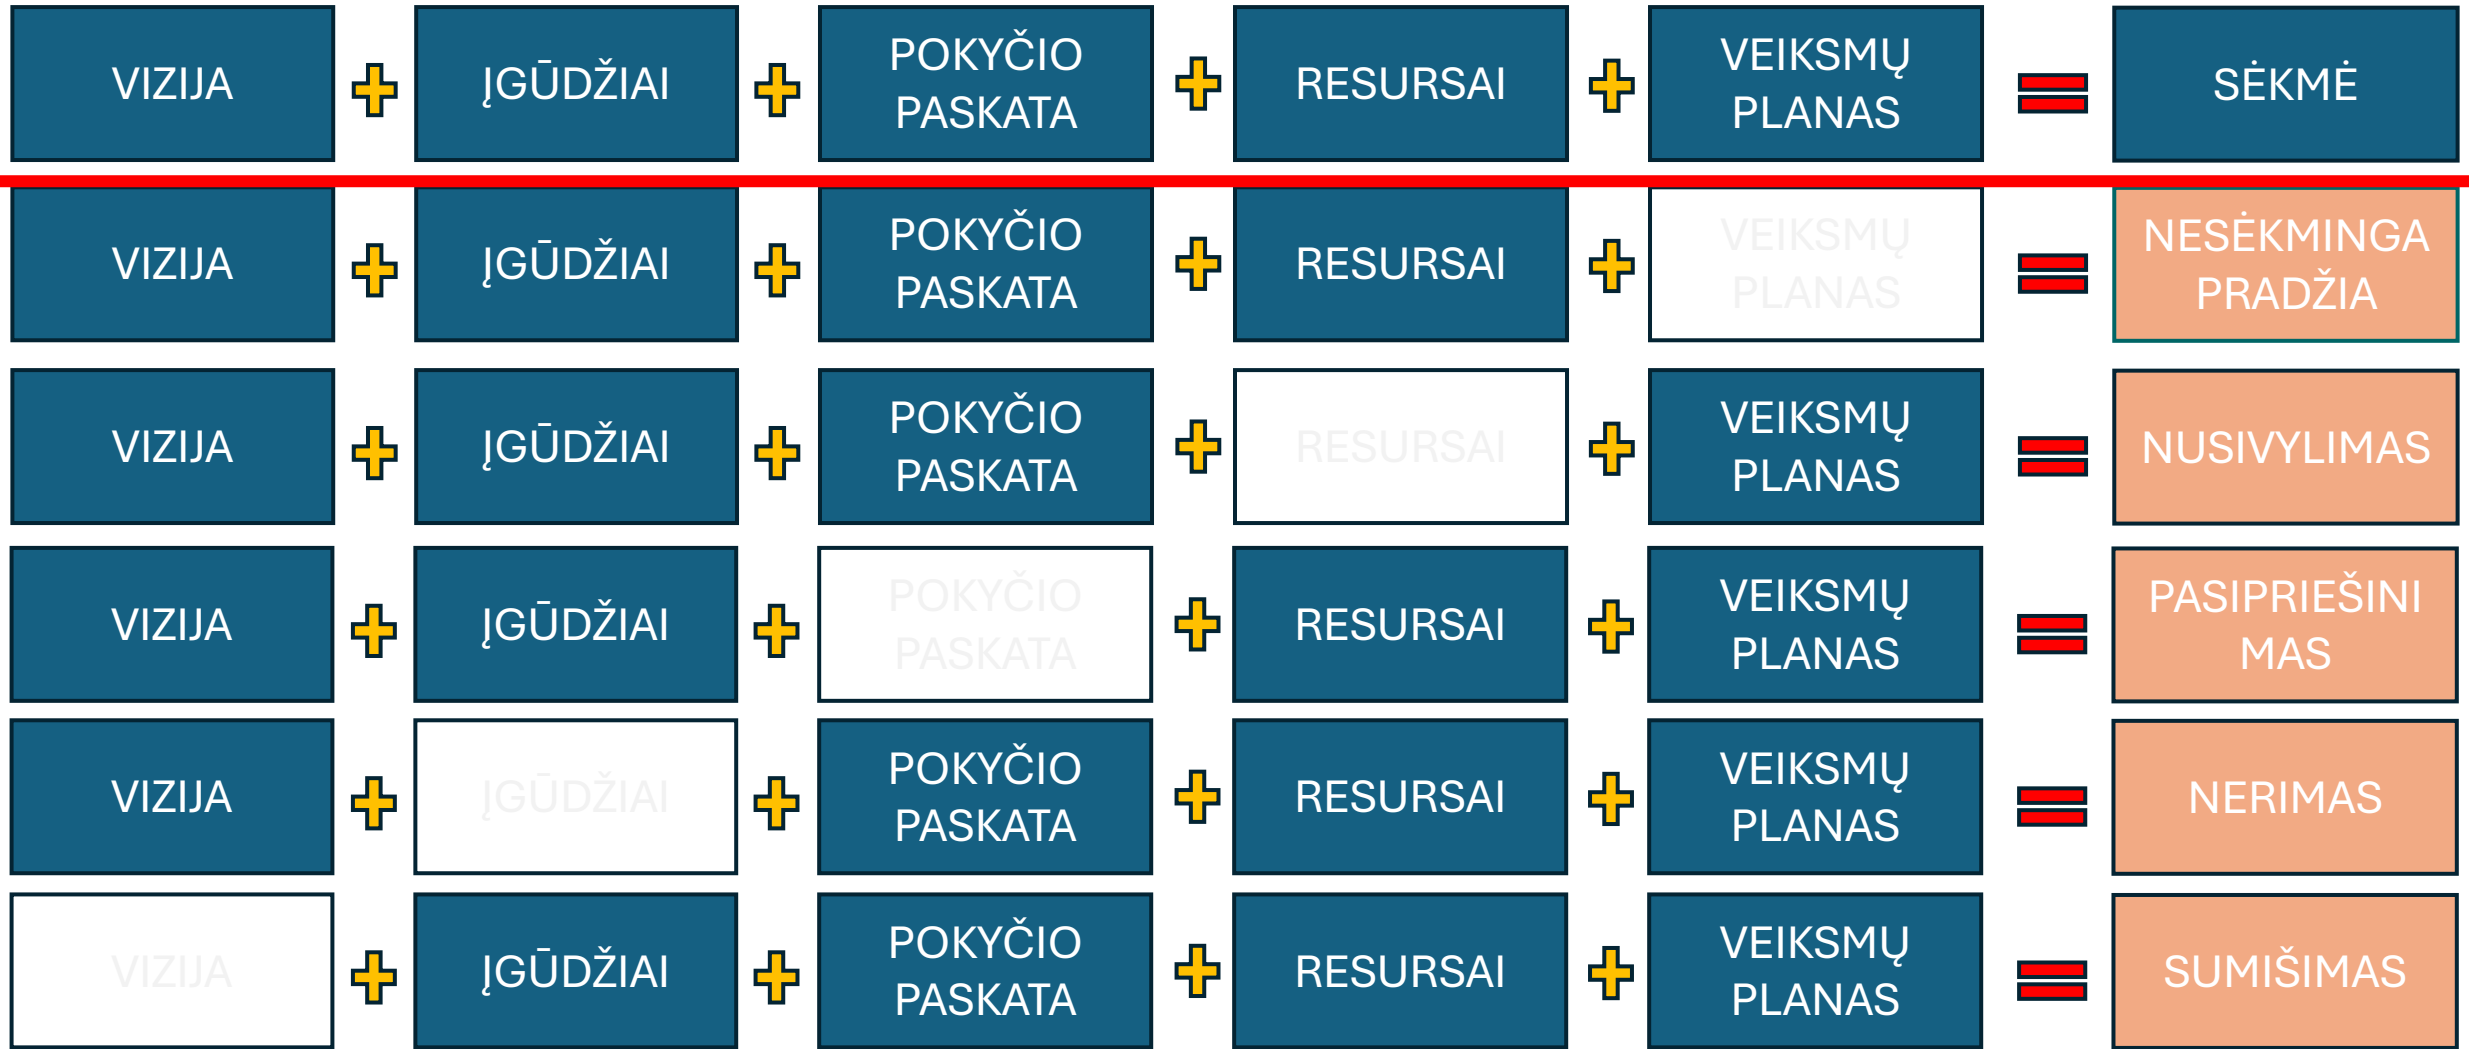 VIZIJA ĮGŪDŽIAI POKYČIO PASKATA RESURSAI VEIKSMŲ PLANAS SĖKMĖ
VIZIJA ĮGŪDŽIAI POKYČIO PASKATA RESURSAI VEIKSMŲ PLANAS NESĖKMINGA PRADŽIA
VIZIJA ĮGŪDŽIAI POKYČIO PASKATA RESURSAI VEIKSMŲ PLANAS NUSIVYLIMAS
VIZIJA ĮGŪDŽIAI POKYČIO PASKATA RESURSAI VEIKSMŲ PLANAS PASIPRIEŠINI MAS
VIZIJA ĮGŪDŽIAI POKYČIO PASKATA RESURSAI VEIKSMŲ PLANAS NERIMAS
VIZIJA ĮGŪDŽIAI POKYČIO PASKATA RESURSAI VEIKSMŲ PLANAS SUMIŠIMAS